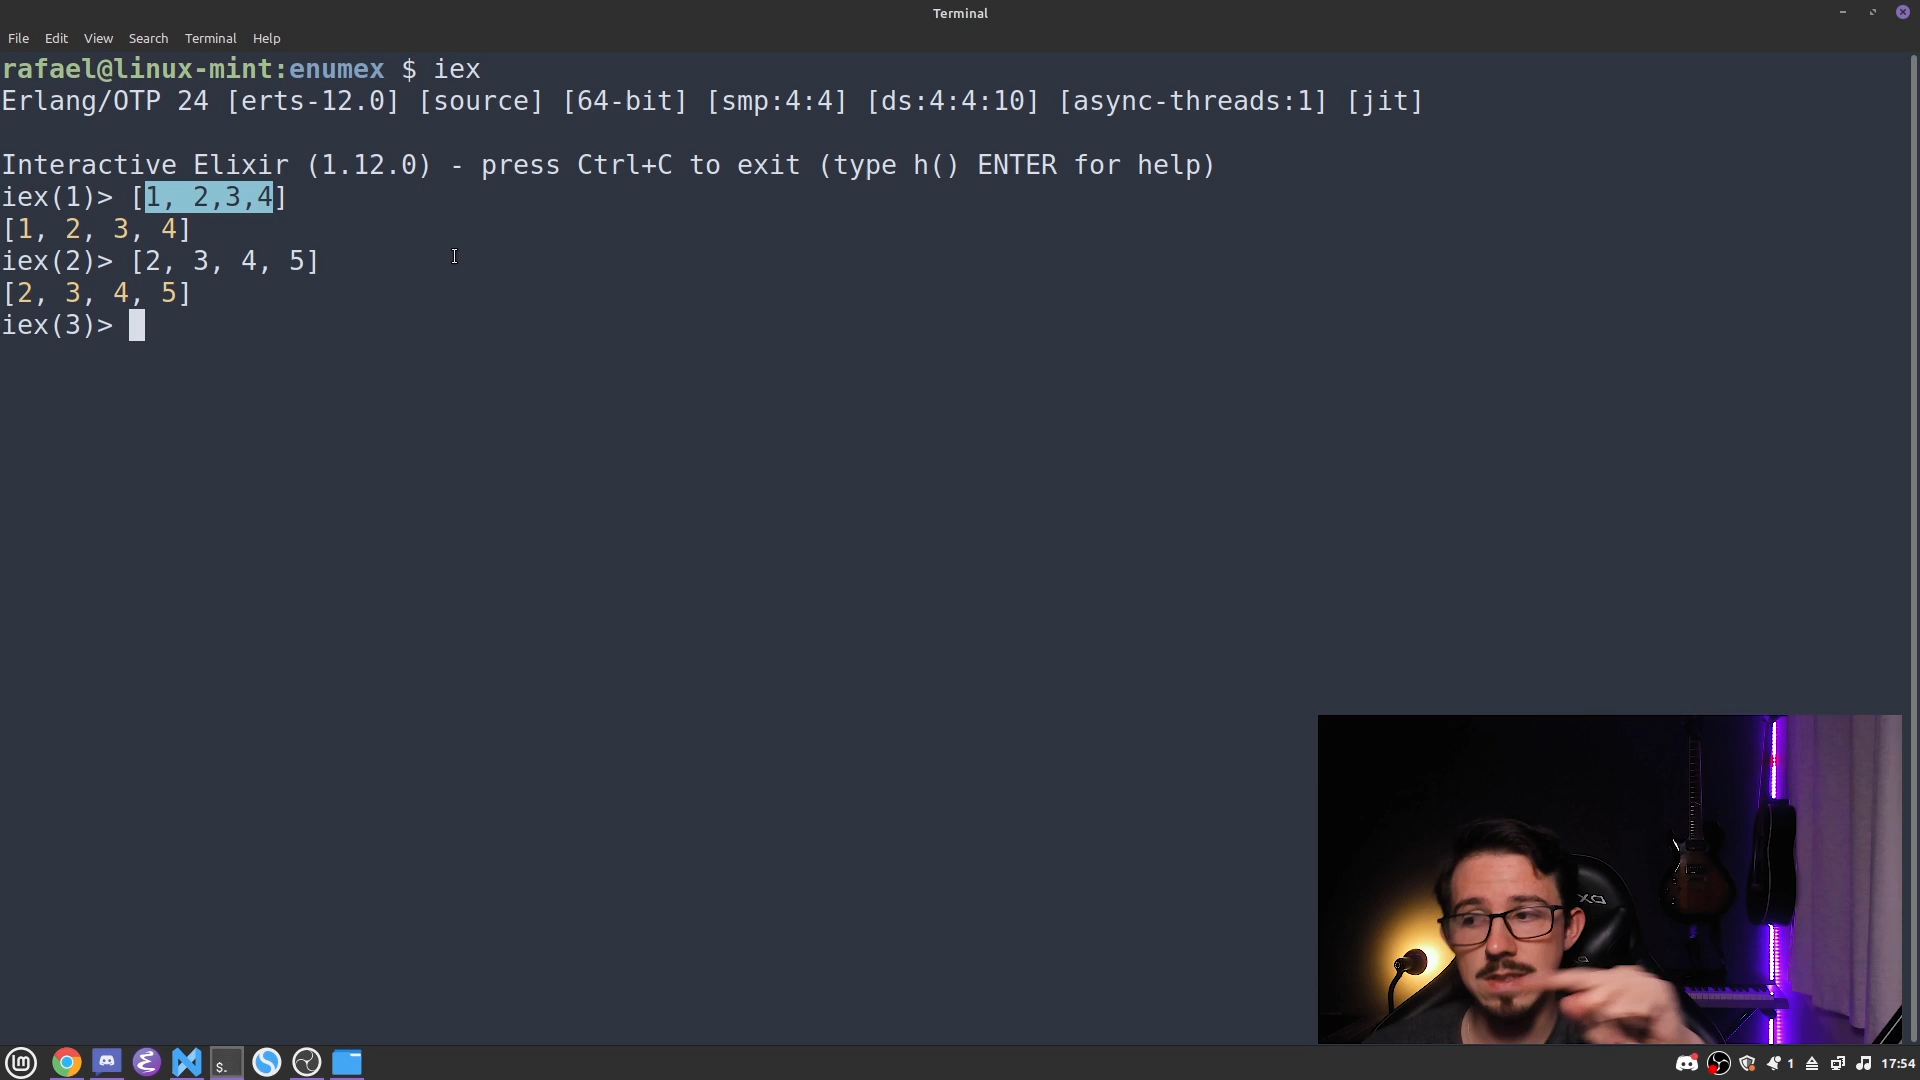 Terminal
File Edit View Search Terminal Help
rafael@linux-mint:enumex $ iex
Erlang/OTP 24 [erts-12.0] [source] [64-bit] [smp:4:4] [ds:4:4:10] [async-threads:1] [jit]
Interactive Elixir (1.12.0) - press Ctrl+C to exit (type h() ENTER for help)
iex(1)> [1, 2,3,4]
[1, 2, 3, 4]
iex(2)> [2, 3, 4, 5]
[2, 3, 4, 5]
iex(3)>
DX
$.
1
17:54